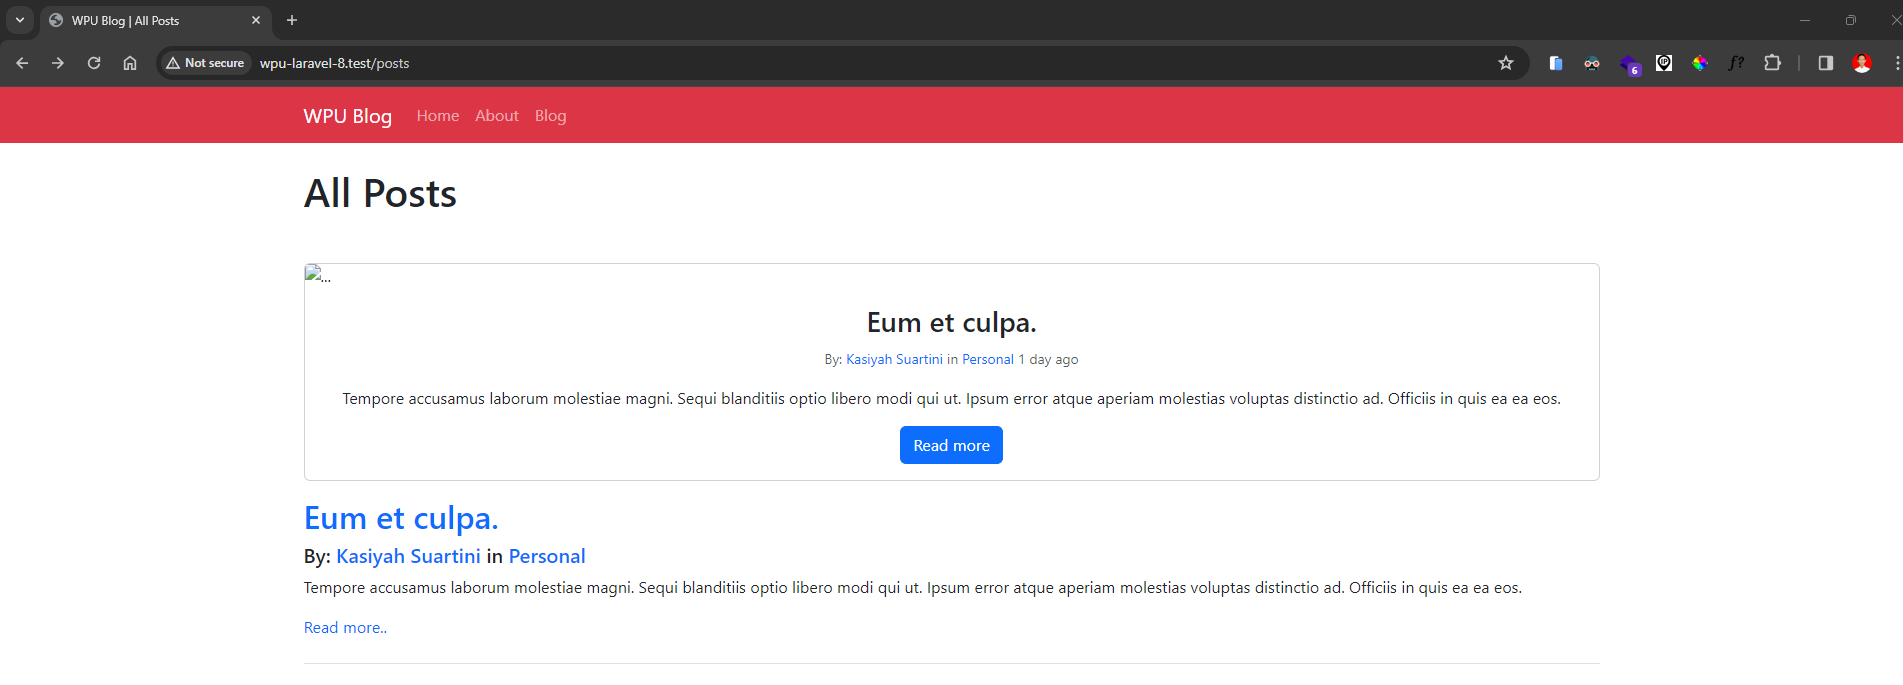 WPU Blog | All Posts
Not secure
wpu-laravel-8.test/posts
6
f?
WPU Blog Home About Blog
All Posts
...
Eum et culpa.
By: Kasiyah Suartini in Personal 1 day ago
Tempore accusamus laborum molestiae magni. Sequi blanditiis optio libero modi qui ut. Ipsum error atque aperiam molestias voluptas distinctio ad. Officiis in quis ea ea eos.
Read more
Eum et culpa.
By: Kasiyah Suartini in Personal
Tempore accusamus laborum molestiae magni. Sequi blanditiis optio libero modi qui ut. Ipsum error atque aperiam molestias voluptas distinctio ad. Officiis in quis ea ea eos.
Read more..